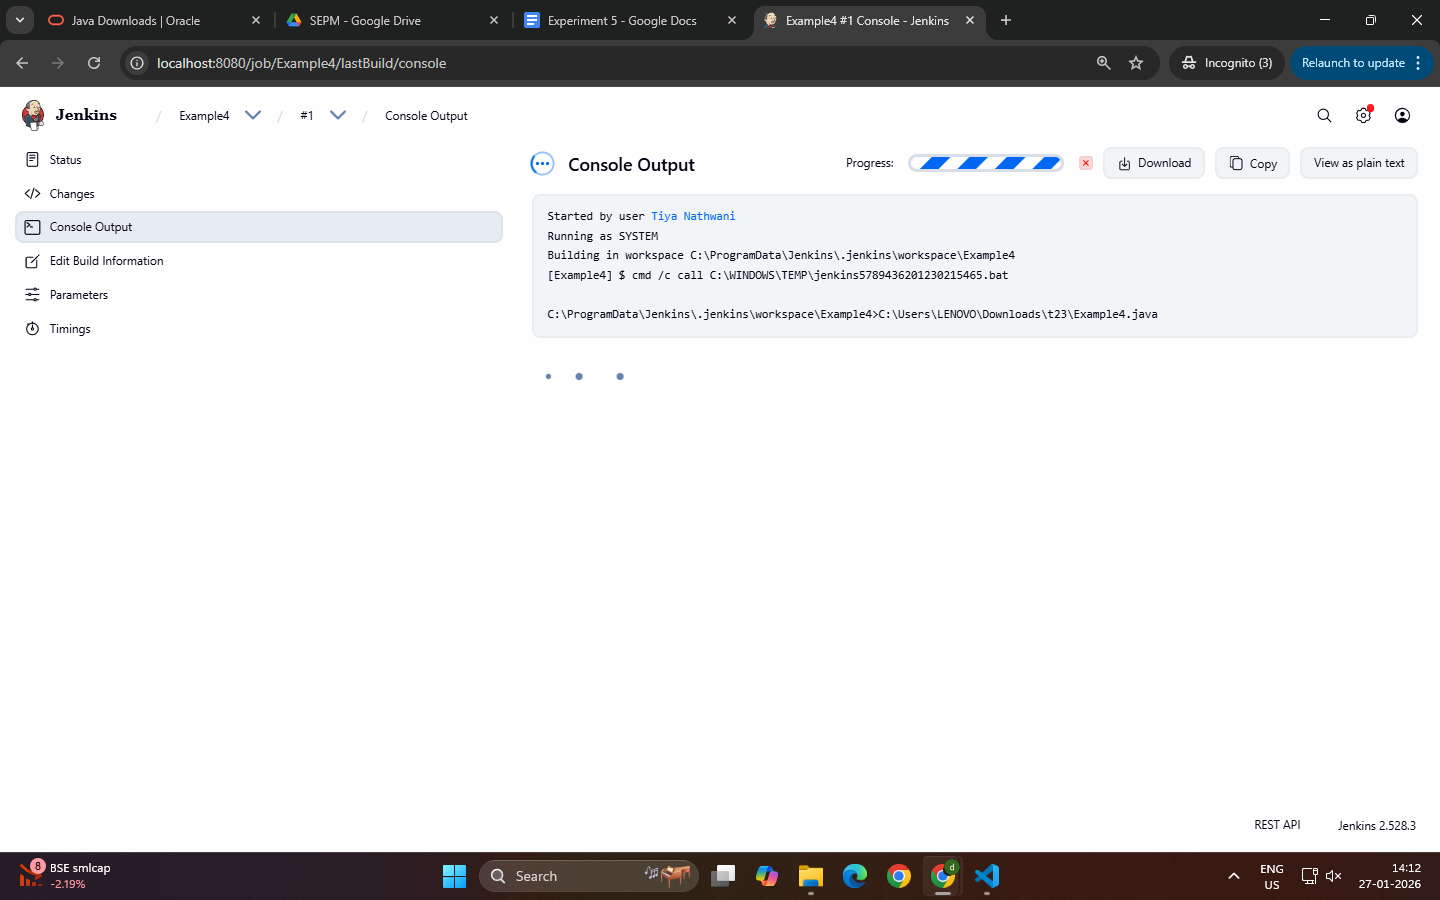 Java Downloads | Oracle
SEPM - Google Drive
Experiment 5 - Google Docs
Example4 #1 Console - Jenkins
localhost:8080/job/Example4/lastBuild/console
Incognito (3)
Relaunch to update
Jenkins / Example4 / #1 / Console Output
Status
Changes
Console Output
Edit Build Information
Parameters
Timings
Console Output
Progress:
Download
Copy
View as plain text
Started by user Tiya Nathwani
Running as SYSTEM
Building in workspace C:\ProgramData\Jenkins\.jenkins\workspace\Example4
[Example4] $ cmd /c call C:\WINDOWS\TEMP\jenkins5789436201230215465.bat
C:\ProgramData\Jenkins\.jenkins\workspace\Example4>C:\Users\LENOVO\Downloads\t23\Example4.java
REST API
Jenkins 2.528.3
8
BSE smlcap
-2.19%
Search
d
ENG
US
14:12
27-01-2026